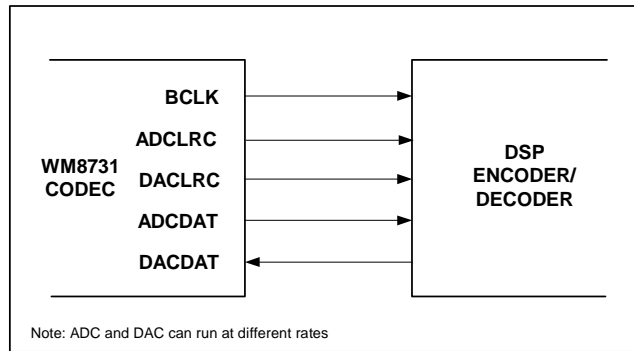 BCLK
ADCLRC
WM8731
CODEC
DACLRC
ADCDAT
DACDAT
DSP
ENCODER/
DECODER
Note: ADC and DAC can run at different rates